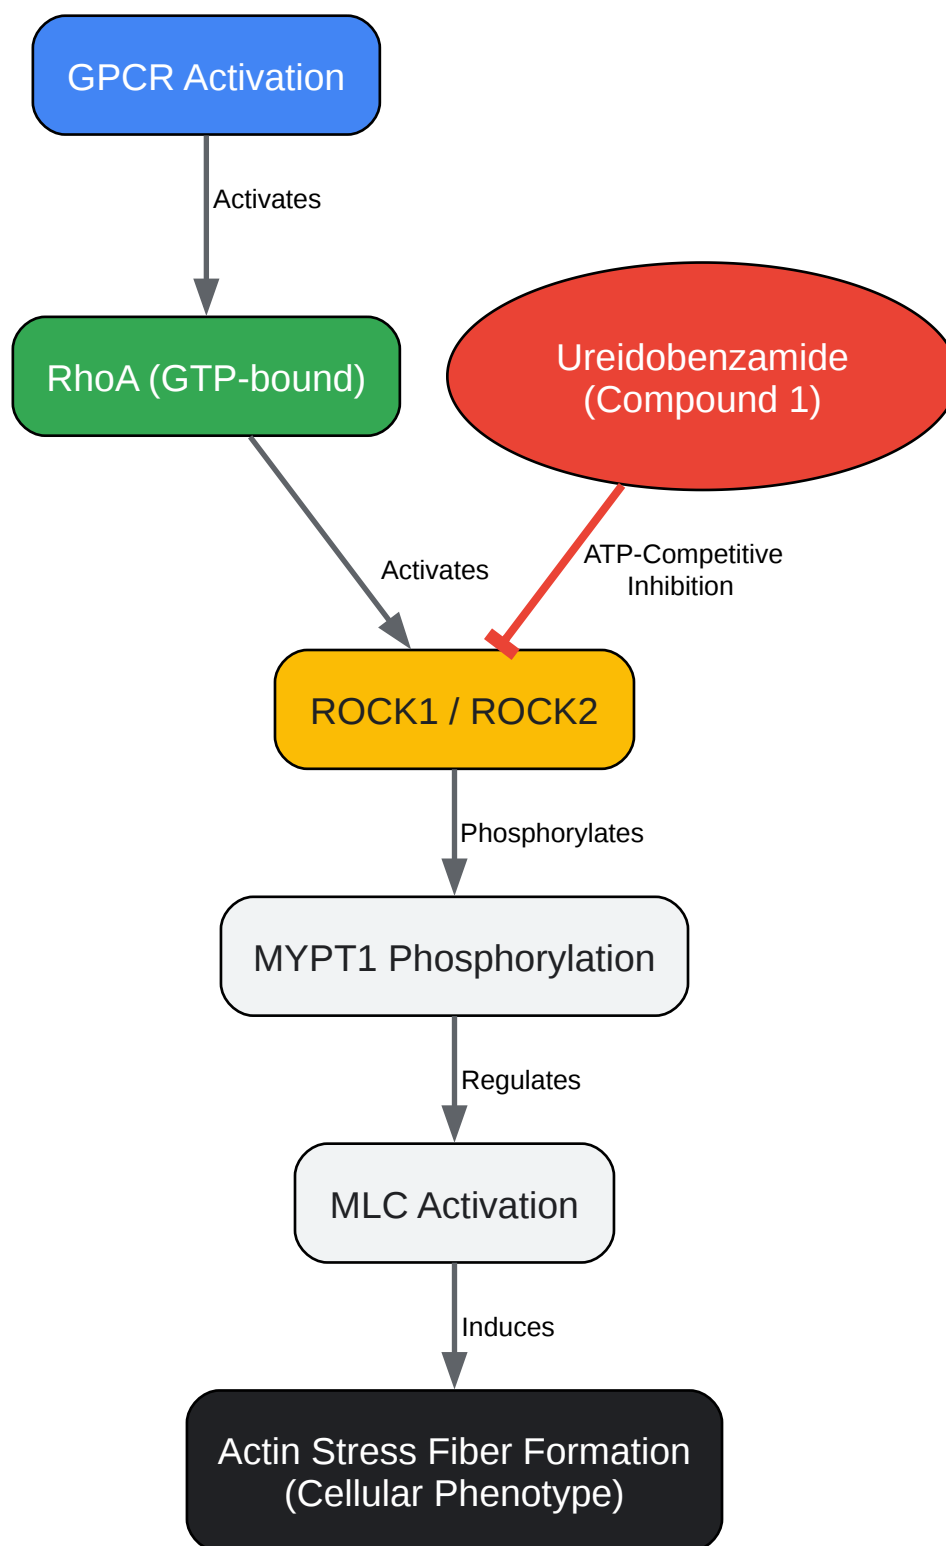 GPCR Activation
Activates
RhoA (GTP-bound)
Ureidobenzamide
(Compound 1)
Activates
ATP-Competitive
Inhibition
ROCK1 / ROCK2
Phosphorylates
MYPT1 Phosphorylation
Regulates
MLC Activation
Induces
Actin Stress Fiber Formation
(Cellular Phenotype)